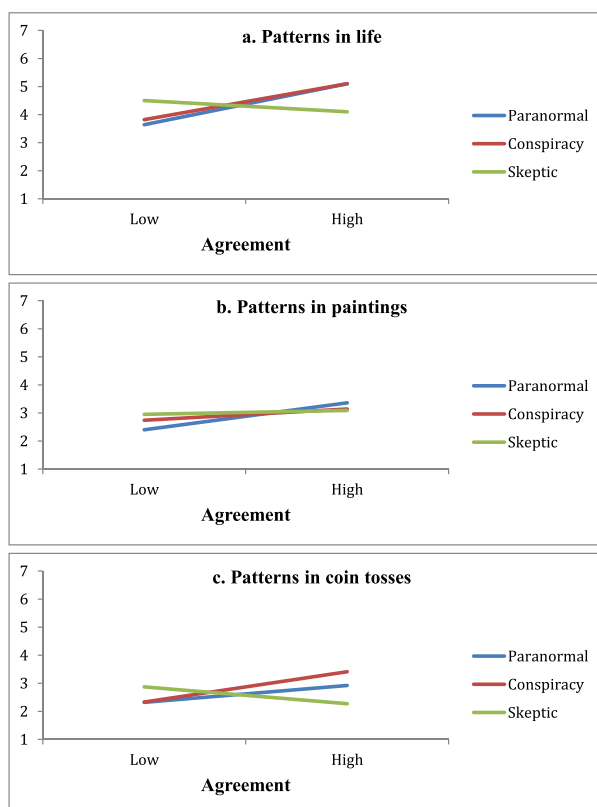 a. Patterns in life
7
6
5
4
3
2
1
Low High
Agreement
Paranormal
Conspiracy
Skeptic
b. Patterns in paintings
7
6
5
4
3
2
1
Low High
Agreement
Paranormal
Conspiracy
Skeptic
c. Patterns in coin tosses
7
6
5
4
3
2
1
Low High
Agreement
Paranormal
Conspiracy
Skeptic